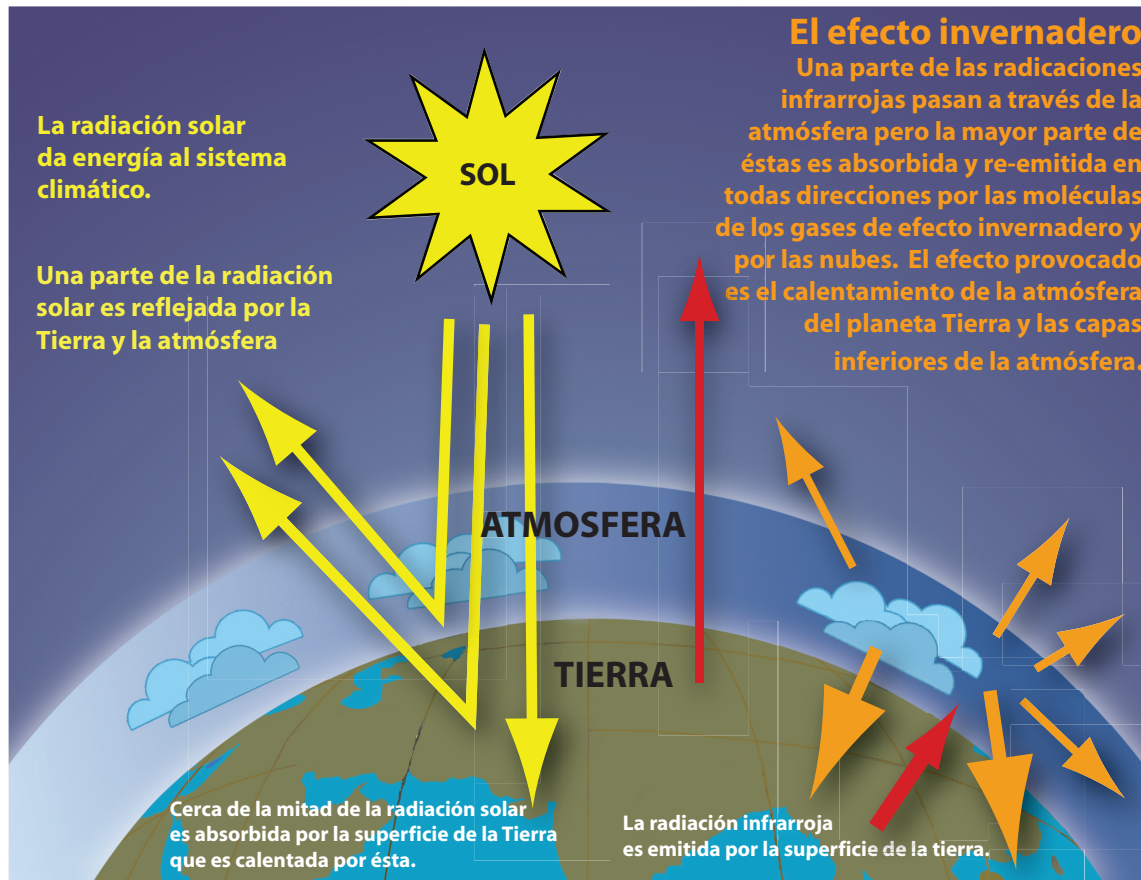 La radiación solar
da energía al sistema
climático.
Una parte de la radiación
solar es reflejada por la
Tierra y la atmósfera
SOL
El efecto invernadero
Una parte de las radicaciones
infrarrojas pasan a través de la
atmósfera pero la mayor parte de
éstas es absorbida y re-emitida en
todas direcciones por las moléculas
de los gases de efecto invernadero y
por las nubes. El efecto provocado
es el calentamiento de la atmósfera
del planeta Tierra y las capas
inferiores de la atmósfera.
ATMOSFERA
TIERRA
Cerca de la mitad de la radiación solar
es absorbida por la superficie de la Tierra
que es calentada por ésta.
La radiación infrarroja
es emitida por la superficie de la tierra.